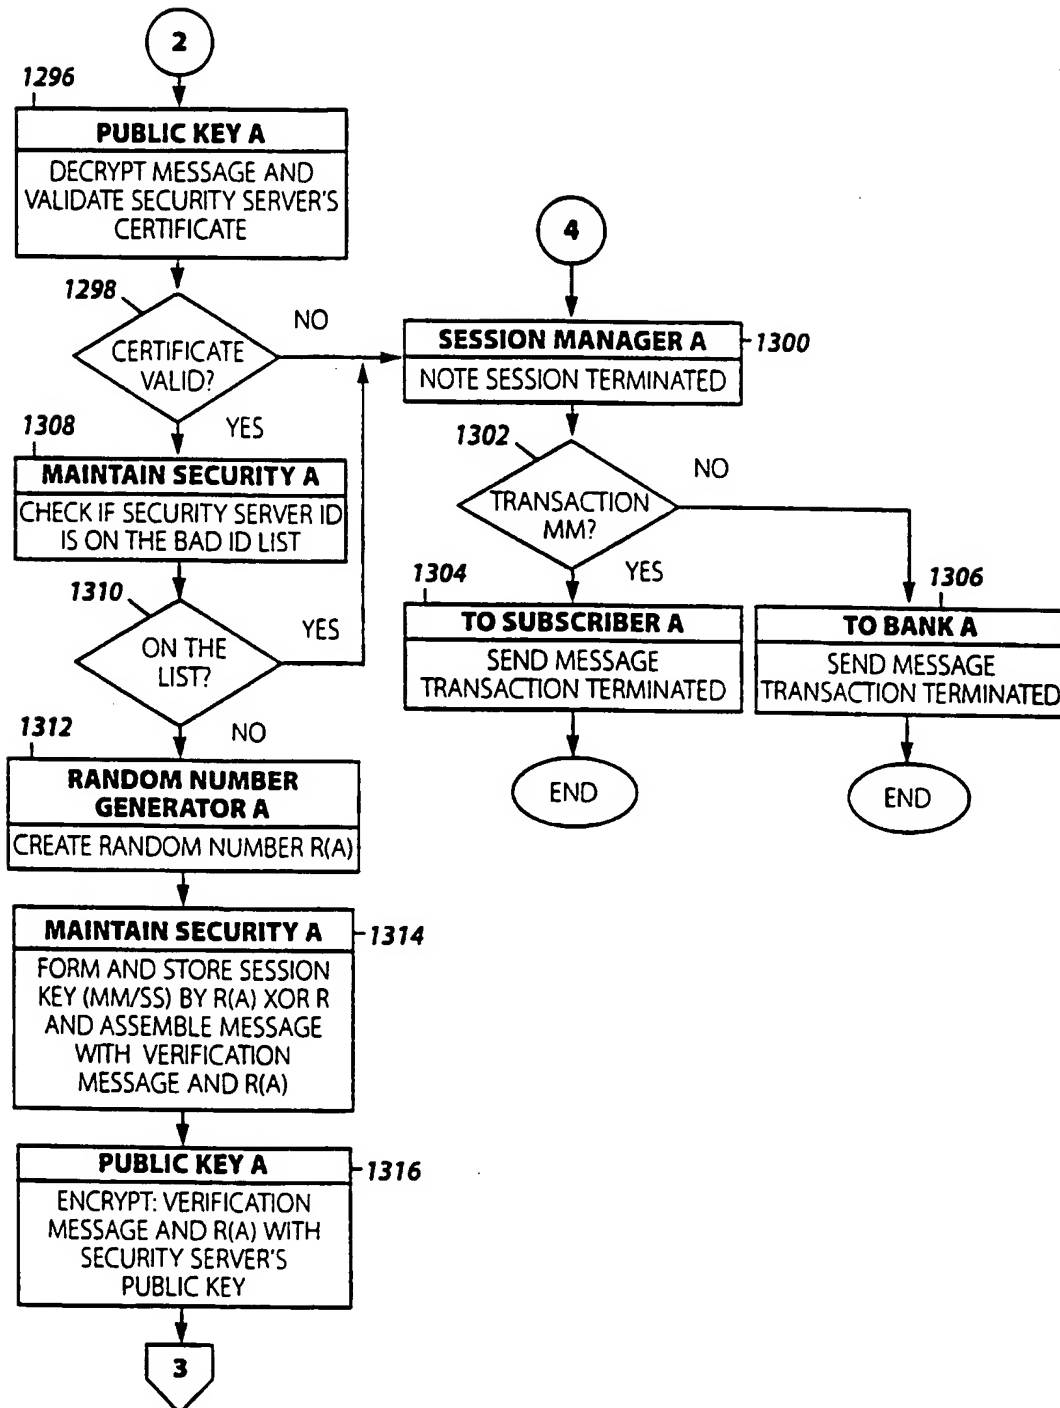 2
1296
PUBLIC KEY A
DECRYPT MESSAGE AND
VALIDATE SECURITY SERVER'S
CERTIFICATE
1298
CERTIFICATE
VALID?
NO
YES
1308
MAINTAIN SECURITY A
CHECK IF SECURITY SERVER ID
IS ON THE BAD ID LIST
1310
ON THE
LIST?
YES
NO
1312
RANDOM NUMBER
GENERATOR A
CREATE RANDOM NUMBER R(A)
MAINTAIN SECURITY A
1314
FORM AND STORE SESSION
KEY (MM/SS) BY R(A) XOR R
AND ASSEMBLE MESSAGE
WITH VERIFICATION
MESSAGE AND R(A)
PUBLIC KEY A
1316
ENCRYPT: VERIFICATION
MESSAGE AND R(A) WITH
SECURITY SERVER'S
PUBLIC KEY
3
4
SESSION MANAGER A
1300
NOTE SESSION TERMINATED
1302
TRANSACTION
MM?
NO
YES
1304
TO SUBSCRIBER A
SEND MESSAGE
TRANSACTION TERMINATED
END
1306
TO BANK A
SEND MESSAGE
TRANSACTION TERMINATED
END